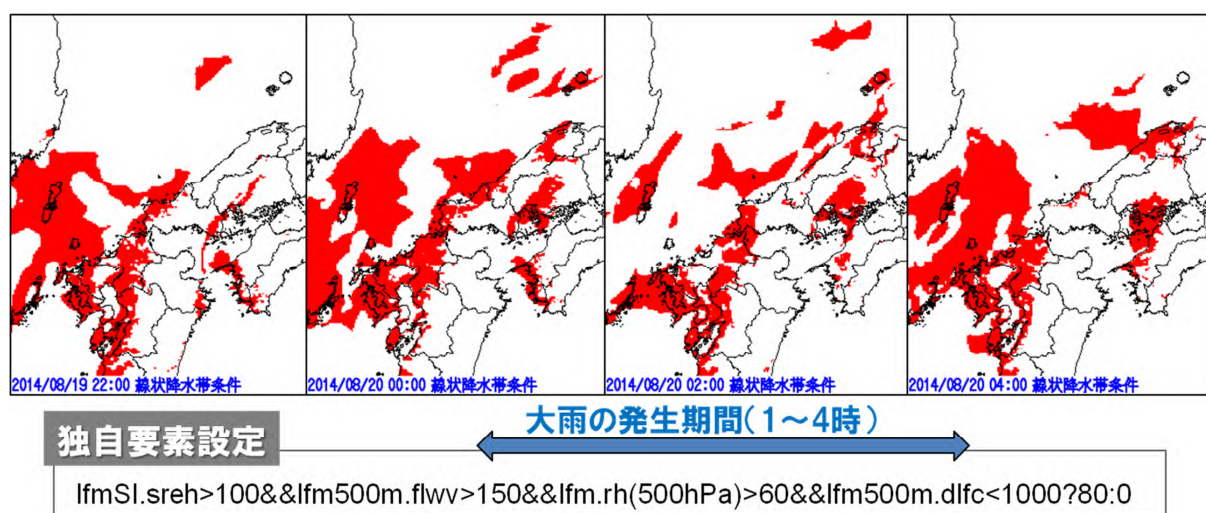 2014/08/19 22:00 線状降水帯条件
2014/08/20 00:00 線状降水帯条件
2014/08/20 02:00 線状降水帯条件
2014/08/20 04:00 線状降水帯条件
大雨の発生期間(1~4時)
独自要素設定
lfmSI.sreh>100&&lfm500m.flwv>150&&lfm.rh(500hPa)>60&&lfm500m.dlfc<1000?80:0